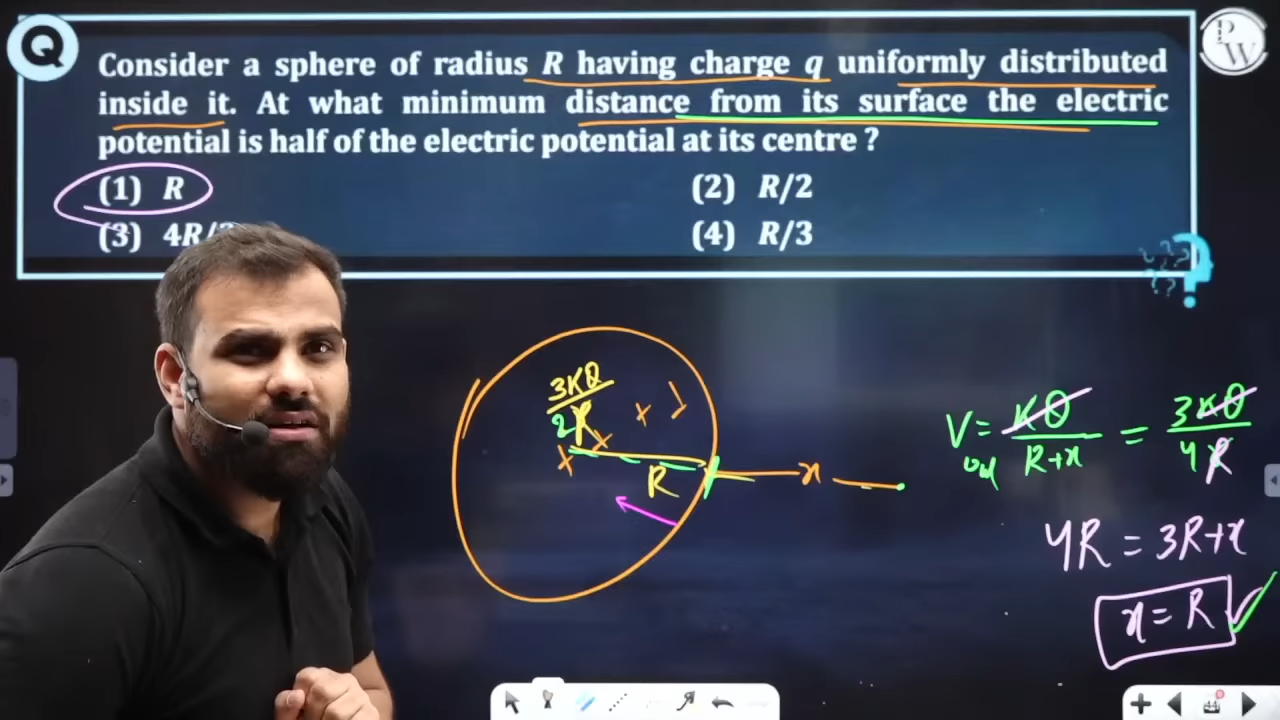 Q
P
W
Consider a sphere of radius R having charge q uniformly distributed
inside it. At what minimum distance from its surface the electric
potential is half of the electric potential at its centre ?
(1) R
(2) R/2
(3) 4R/3
(4) R/3
3KQ
2R
R
x
V = KQ / R+x = 3KQ / 4R
out
4R = 3R+x
x = R
44